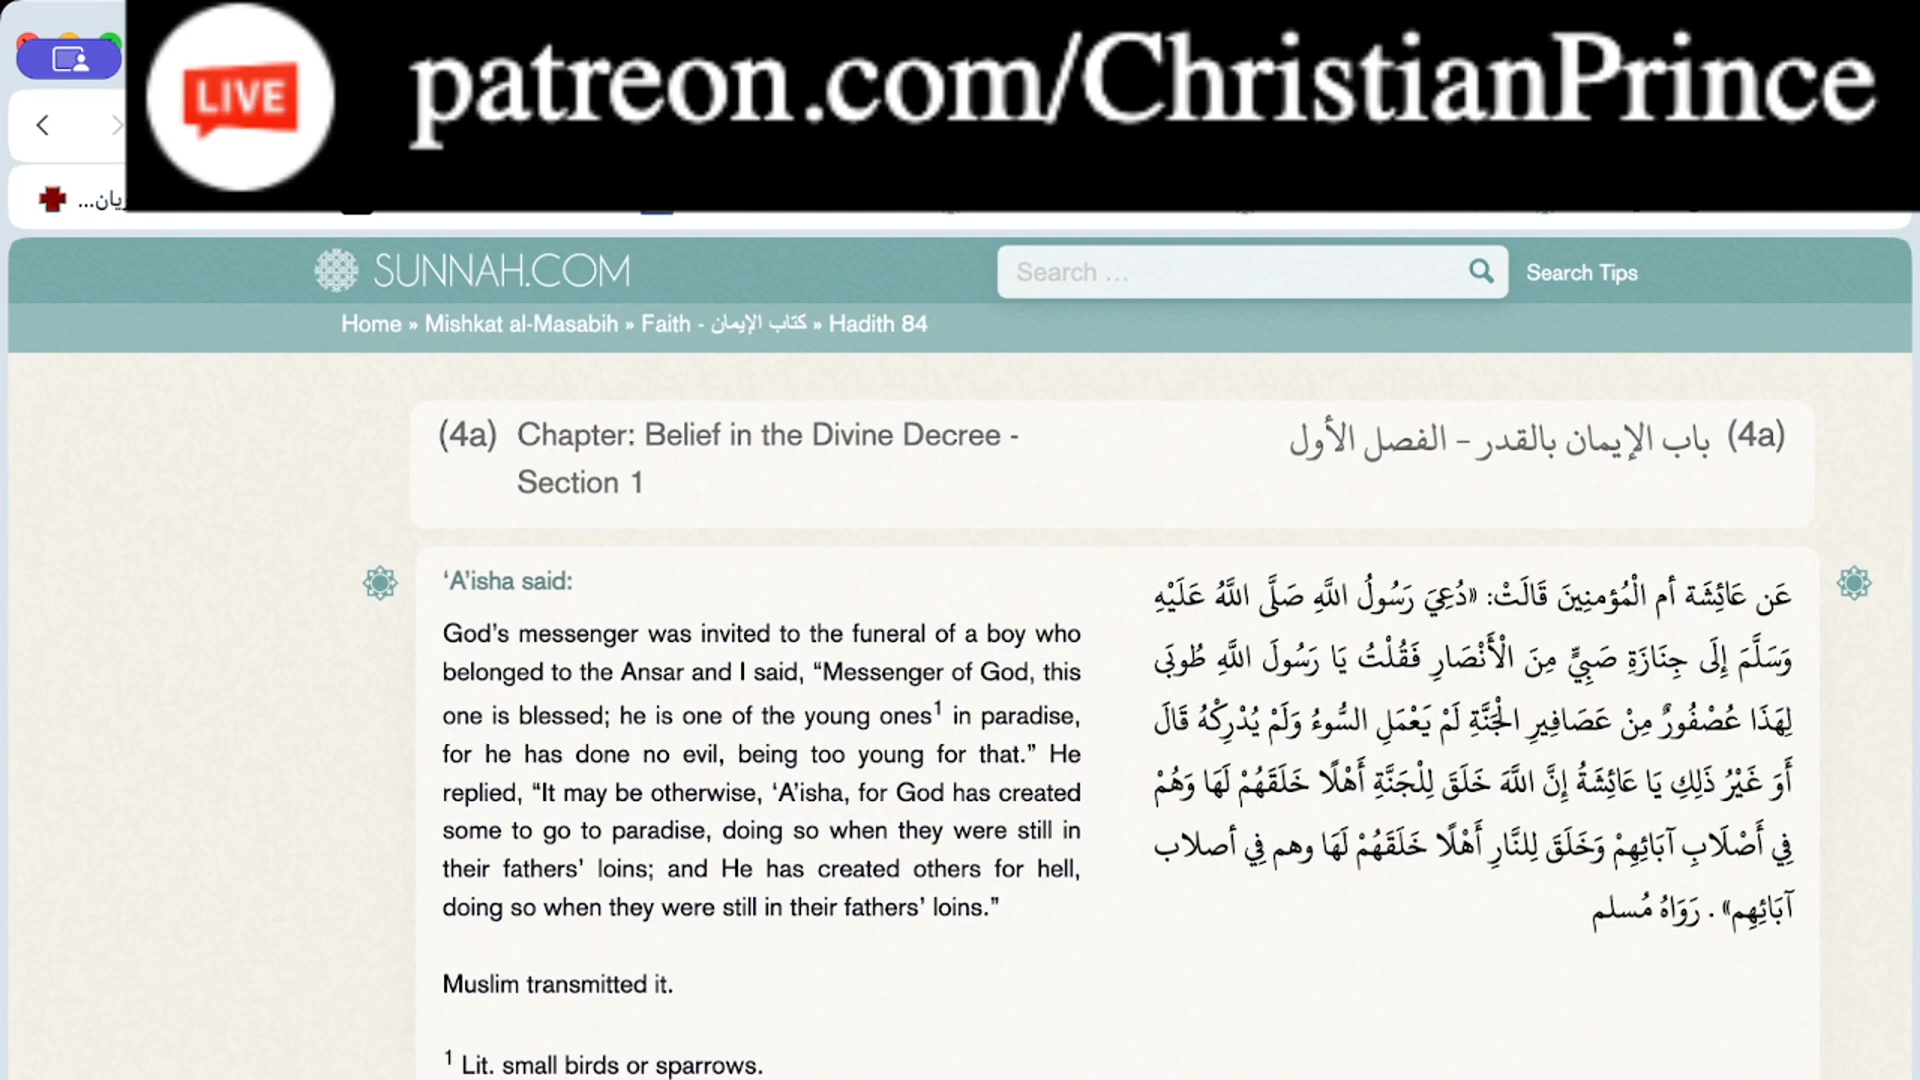 LIVE
patreon.com/ChristianPrince
SUNNAH.COM
Search ...
Search Tips
Home » Mishkat al-Masabih » Faith - كتاب الإيمان » Hadith 84
(4a) Chapter: Belief in the Divine Decree -
Section 1
(4a) باب الإيمان بالقدر - الفصل الأول
‘A’isha said:
God’s messenger was invited to the funeral of a boy who
belonged to the Ansar and I said, “Messenger of God, this
one is blessed; he is one of the young ones¹ in paradise,
for he has done no evil, being too young for that.” He
replied, “It may be otherwise, ‘A’isha, for God has created
some to go to paradise, doing so when they were still in
their fathers’ loins; and He has created others for hell,
doing so when they were still in their fathers’ loins.”
Muslim transmitted it.
¹ Lit. small birds or sparrows.
عَن عَائِشَة أم الْمُؤمنِينَ قَالَتْ: «دُعِيَ رَسُولُ اللَّهِ صَلَّى اللَّهُ عَلَيْهِ
وَسَلَّمَ إِلَى جِنَازَةِ صَبِيٍّ مِنَ الْأَنْصَارِ فَقُلْتُ يَا رَسُولَ اللَّهِ طُوبَى
لِهَذَا عُصْفُورٌ مِنْ عَصَافِيرِ الْجَنَّةِ لَمْ يَعْمَلِ السُّوءُ وَلَمْ يُدْرِكْهُ قَالَ
أَوَ غَيْرُ ذَلِكِ يَا عَائِشَةُ إِنَّ اللَّهَ خَلَقَ لِلْجَنَّةِ أَهْلًا خَلَقَهُمْ لَهَا وَهُمْ
فِي أَصْلَابِ آبَائِهِمْ وَخَلَقَ لِلنَّارِ أَهْلًا خَلَقَهُمْ لَهَا وهم فِي أصلاب
آبَائِهِم» . رَوَاهُ مُسلم